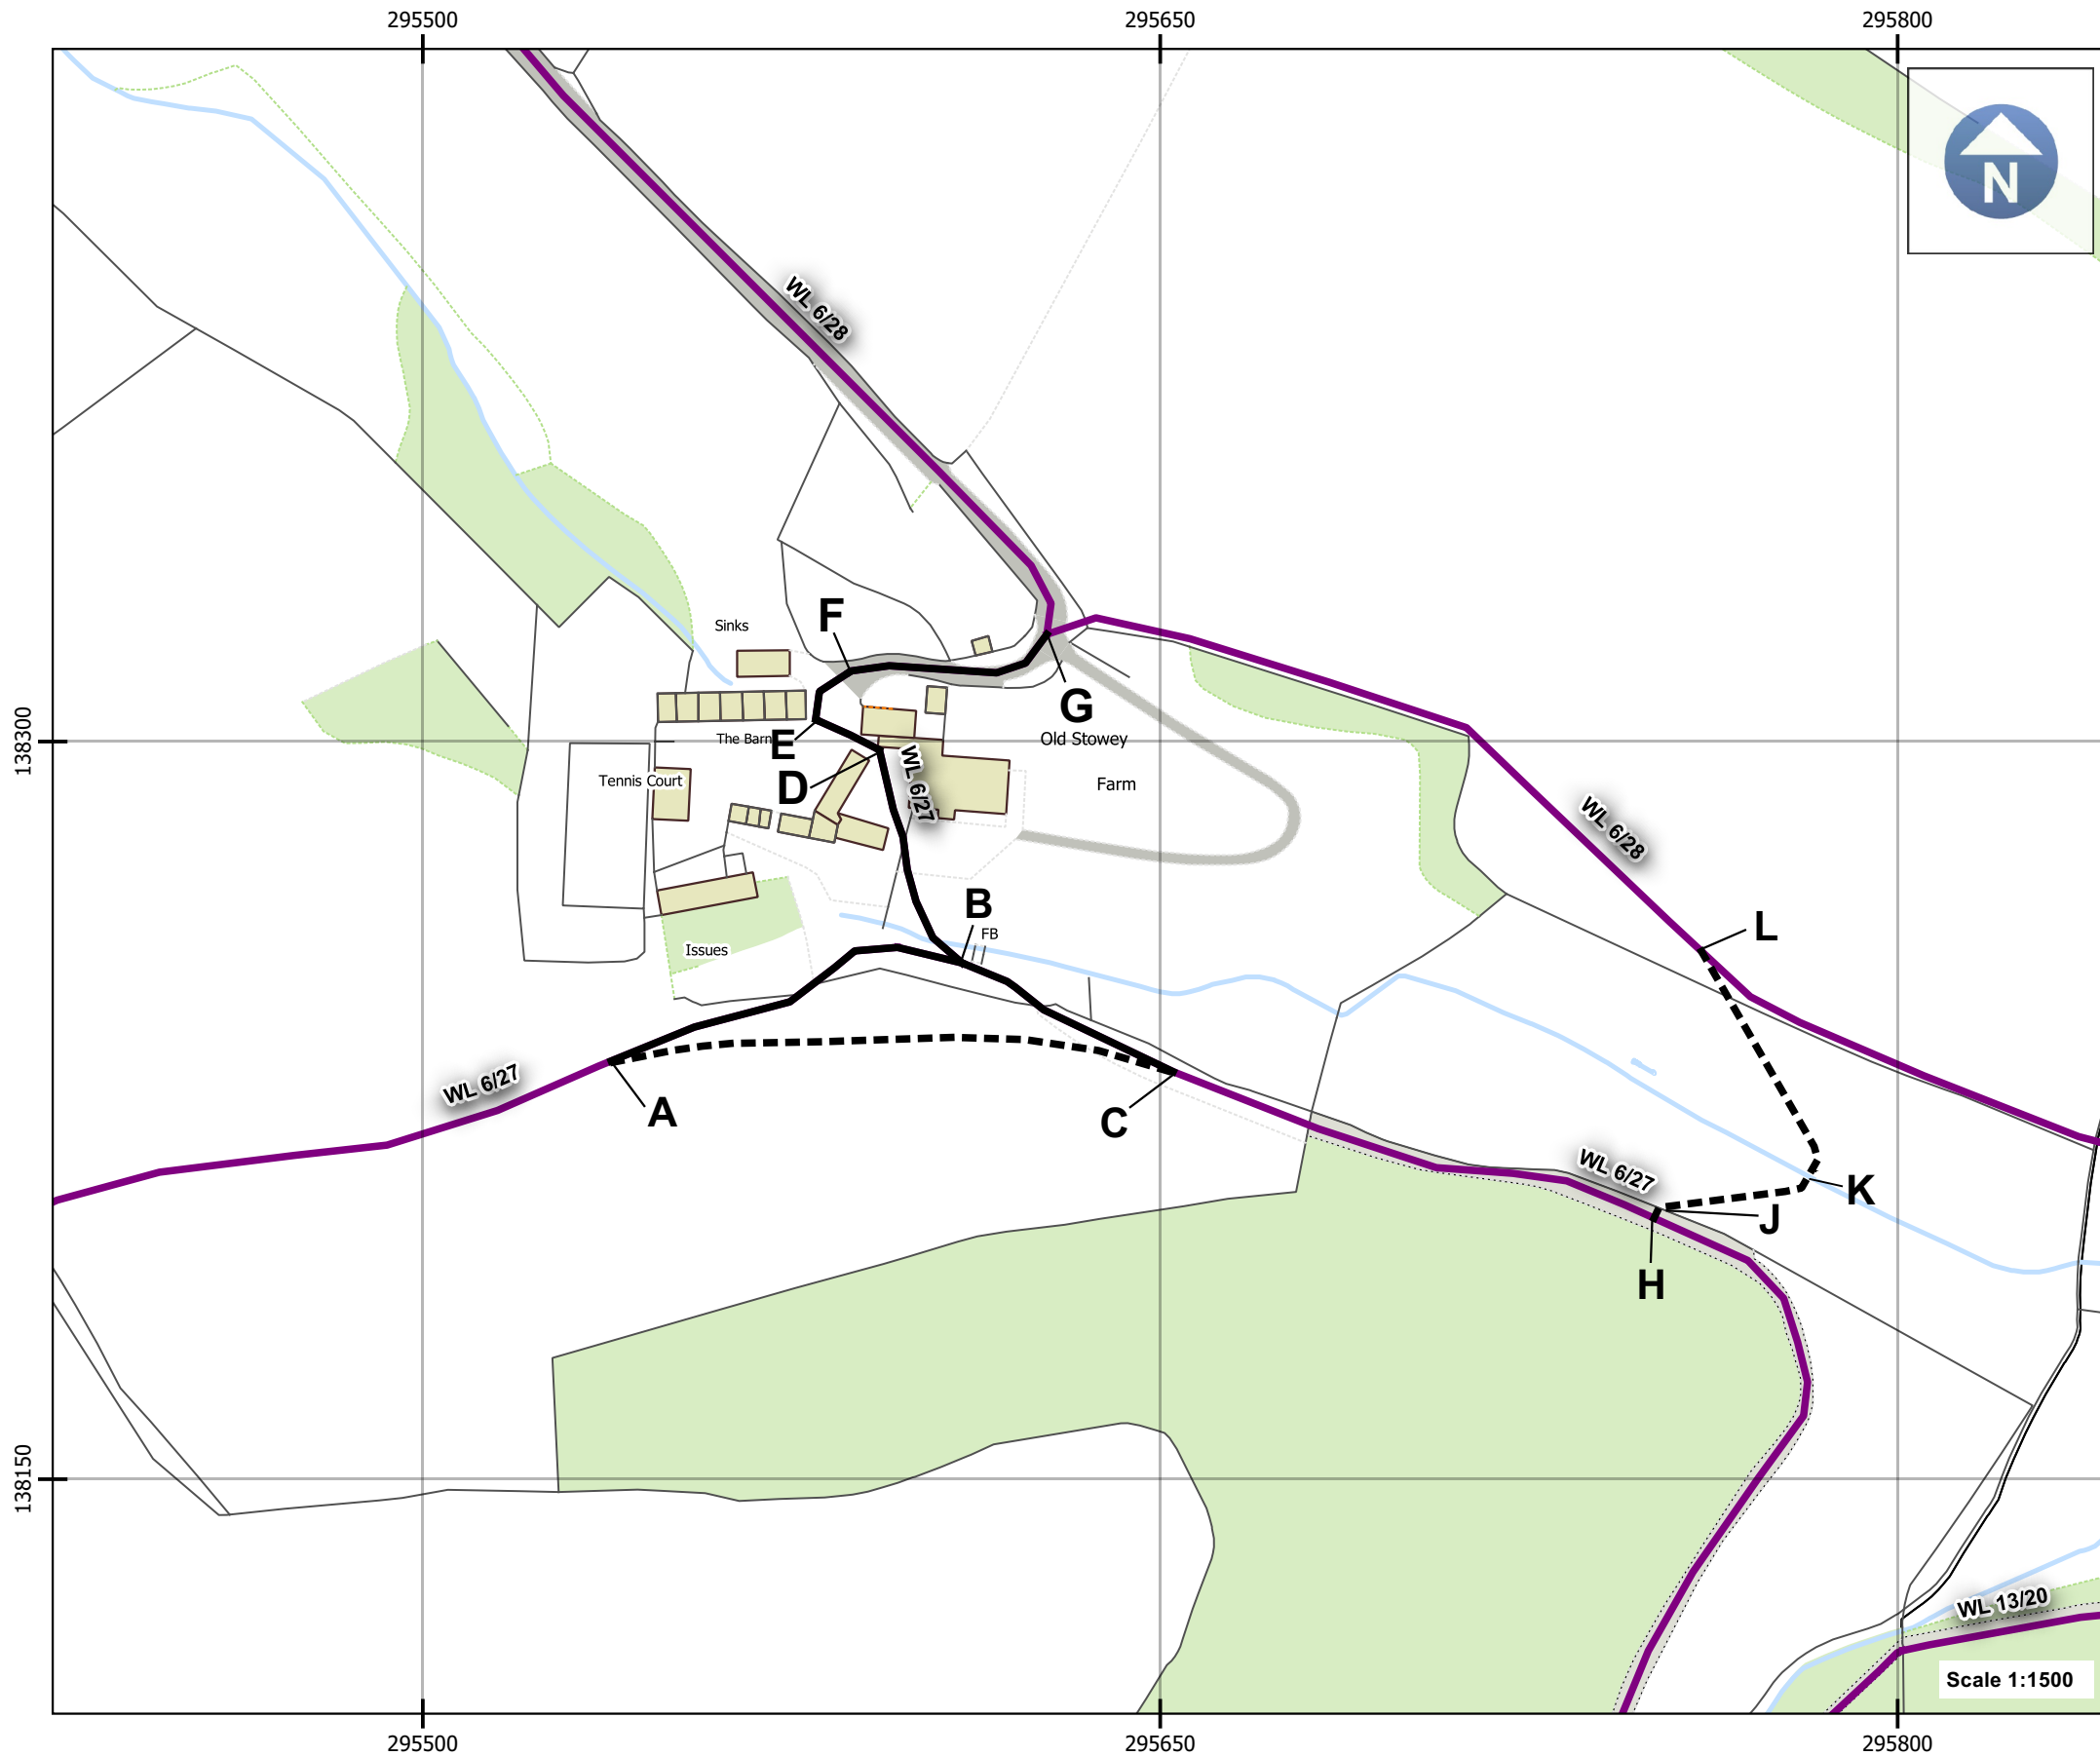 295500
295650
295800
N
WL 6/28
F
Sinks
G
138300
The Barn
E
Old Stowey
WL 6/27
Tennis Court
D
Farm
WL 6/28
B
FB
L
Issues
WL 6/27
A
C
WL 6/27
K
J
H
138150
WL 13/20
Scale 1:1500
295500
295650
295800